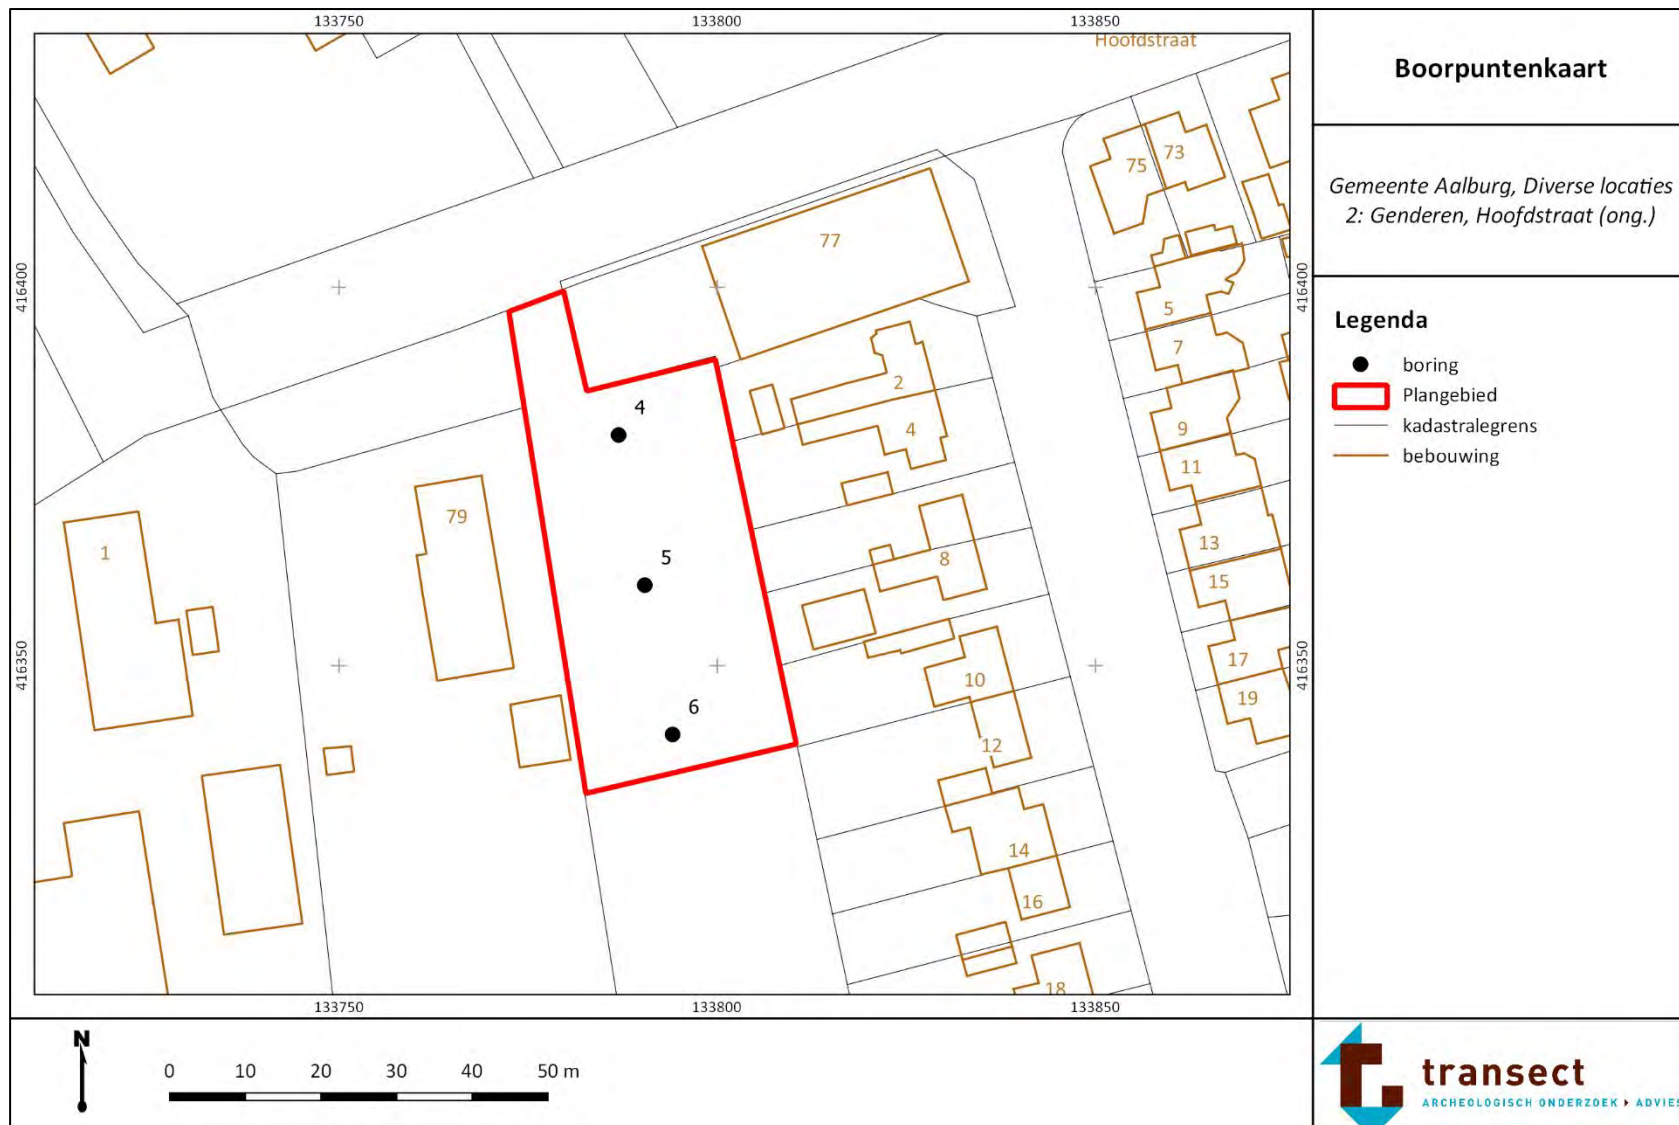 133750 133800 133850
Hoofdstraat
Boorpuntenkaart
Gemeente Aalburg, Diverse locaties
2: Genderen, Hoofdstraat (ong.)
75 73
77
416400 416400
5
7
Legenda
boring
Plangebied
kadastralegrens
bebouwing
2
4
4
9
11
79
1
13
5
8
15
416350 416350
17
10
19
6
12
14
16
18
133750 133800 133850
N
0 10 20 30 40 50 m
transect
ARCHEOLOGISCH ONDERZOEK ▸ ADVIES